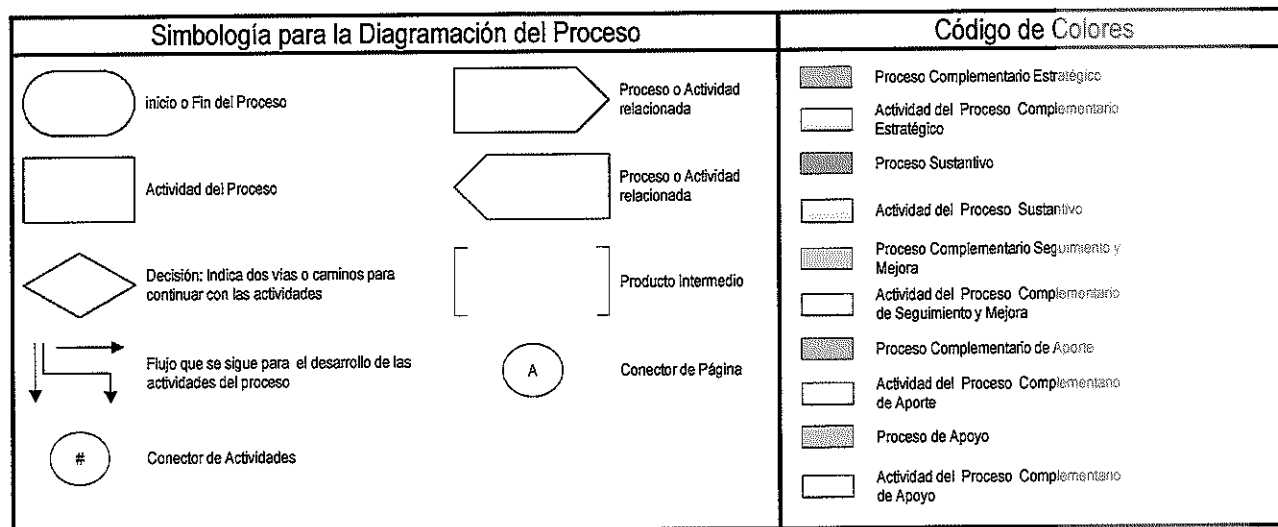 Simbología para la Diagramación del Proceso
inicio o Fin del Proceso
Proceso o Actividad
relacionada
Actividad del Proceso
Proceso o Actividad
relacionada
Decisión: Indica dos vías o caminos para
continuar con las actividades
Producto Intermedio
Flujo que se sigue para el desarrollo de las
actividades del proceso
A
Conector de Página
#
Conector de Actividades
Código de Colores
Proceso Complementario Estratégico
Actividad del Proceso Complementario
Estratégico
Proceso Sustantivo
Actividad del Proceso Sustantivo
Proceso Complementario Seguimiento y
Mejora
Actividad del Proceso Complementario
de Seguimiento y Mejora
Proceso Complementario de Aporte
Actividad del Proceso Complementario
de Aporte
Proceso de Apoyo
Actividad del Proceso Complementario
de Apoyo